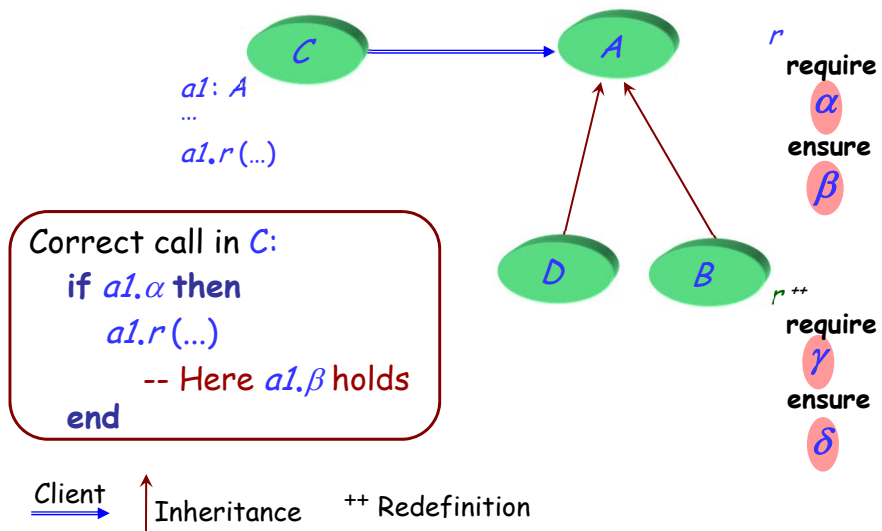 C
A
a1 : A
...
a1.r (...)
r
require
α
ensure
β
Correct call in C:
if a1.α then
a1.r (...)
-- Here a1.β holds
end
D
B
r ++
require
γ
ensure
δ
Client
Inheritance
++ Redefinition